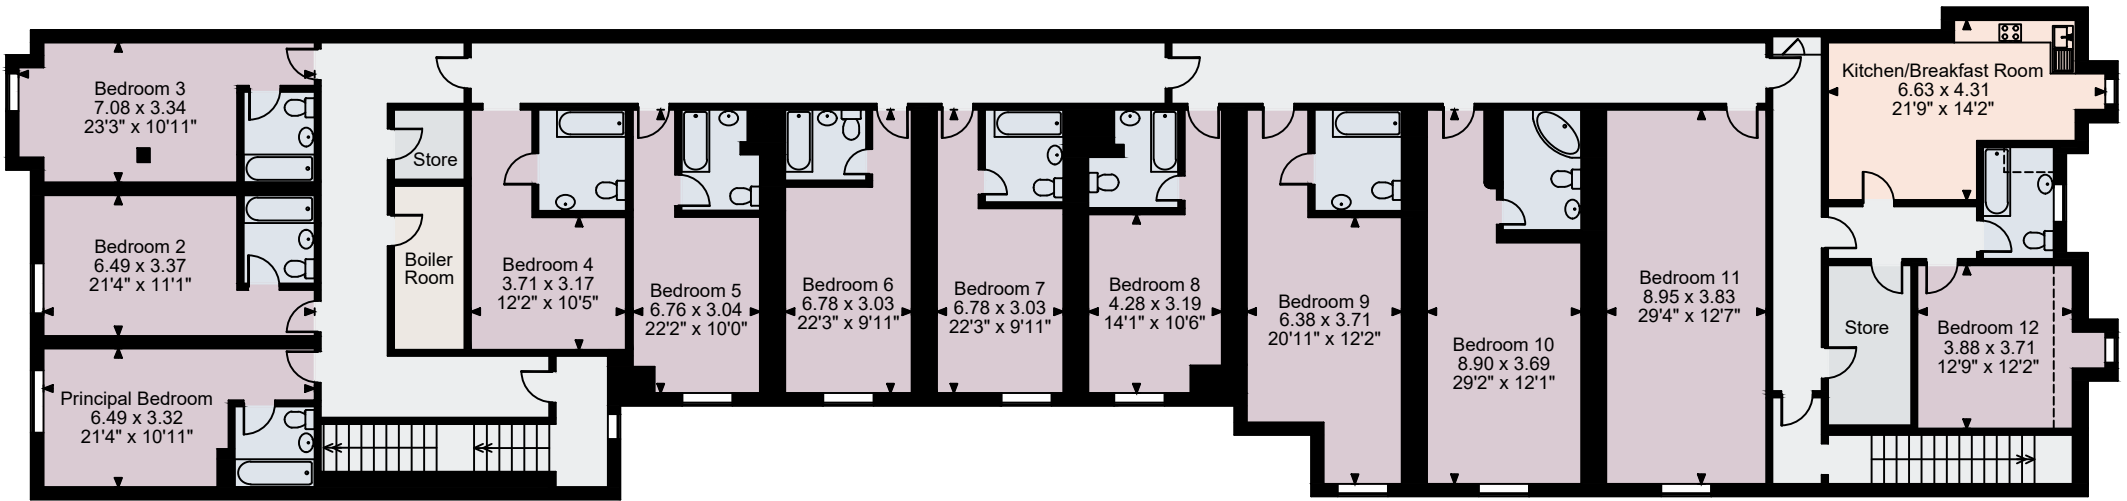 Bedroom 3
7.08 x 3.34
23'3" x 10'11"
Bedroom 2
6.49 x 3.37
21'4" x 11'1"
Principal Bedroom
6.49 x 3.32
21'4" x 10'11"
Store
Boiler
Room
Bedroom 4
3.71 x 3.17
12'2" x 10'5"
Bedroom 5
6.76 x 3.04
22'2" x 10'0"
Bedroom 6
6.78 x 3.03
22'3" x 9'11"
Bedroom 7
6.78 x 3.03
22'3" x 9'11"
Bedroom 8
4.28 x 3.19
14'1" x 10'6"
Bedroom 9
6.38 x 3.71
20'11" x 12'2"
Bedroom 10
8.90 x 3.69
29'2" x 12'1"
Bedroom 11
8.95 x 3.83
29'4" x 12'7"
Kitchen/Breakfast Room
6.63 x 4.31
21'9" x 14'2"
Store
Bedroom 12
3.88 x 3.71
12'9" x 12'2"